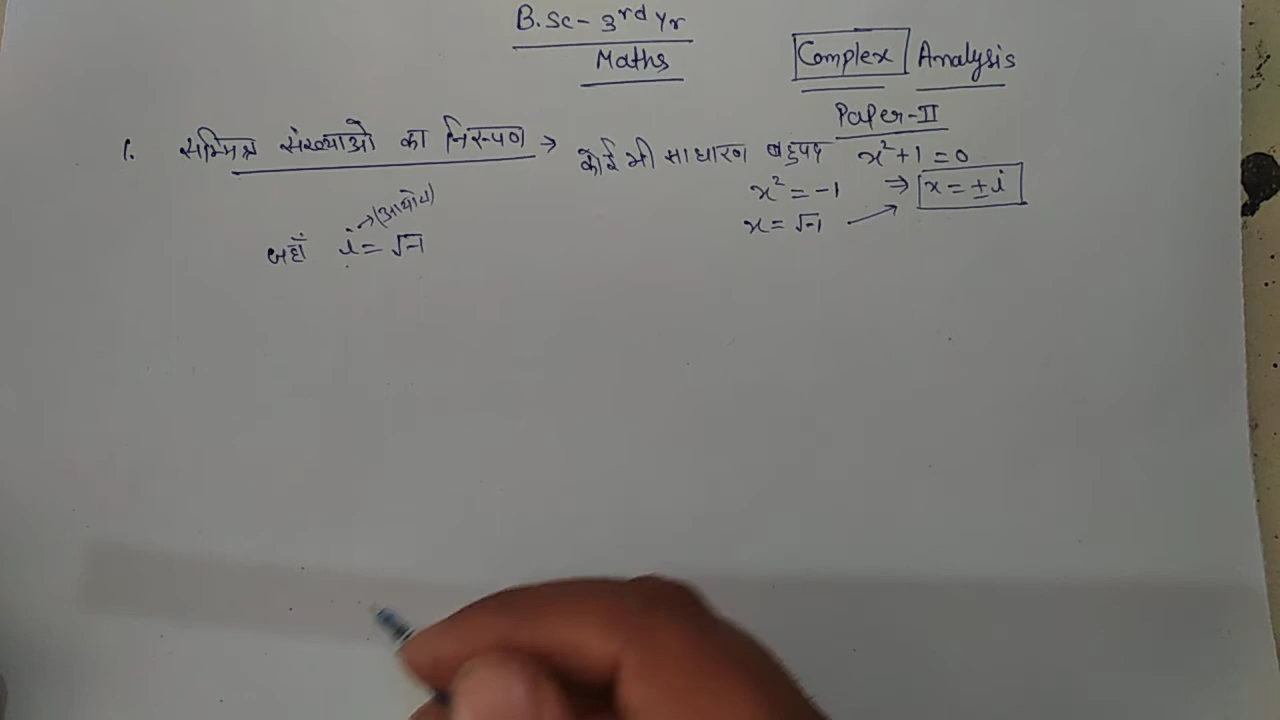 B.Sc- 3rd Yr
Maths
Complex Analysis
Paper-II
1. सम्मिश्र संख्याओं का निरूपण → कोई भी साधारण बहुपद x²+1=0
x² = -1 ⇒ x = ±i
x = √-1
जहाँ i = √-1